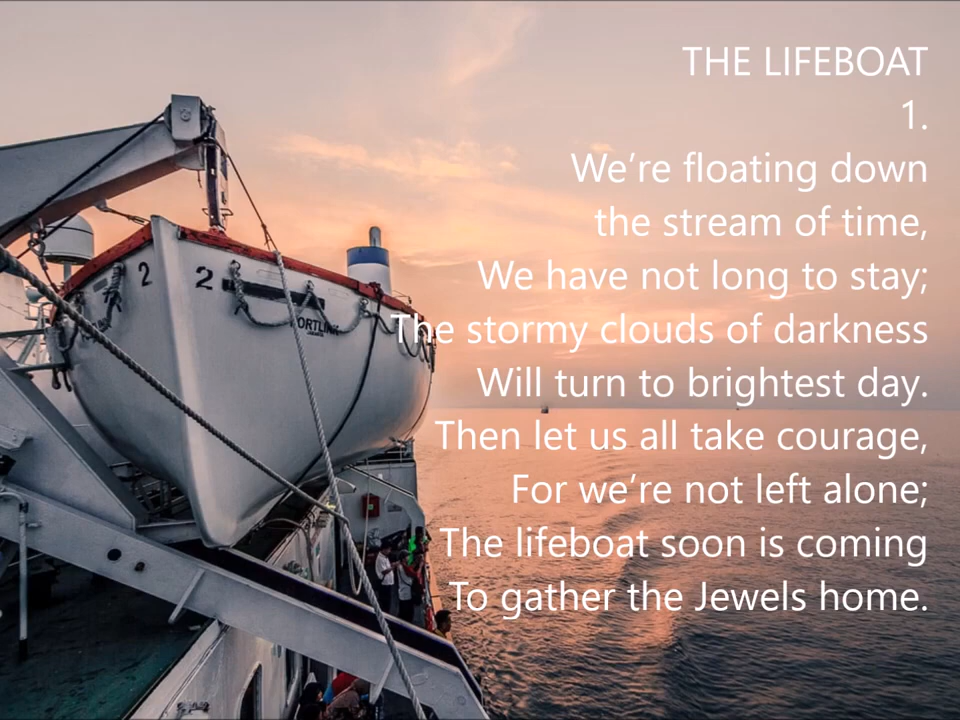 THE LIFEBOAT
1.
We’re floating down
the stream of time,
We have not long to stay;
The stormy clouds of darkness
Will turn to brightest day.
Then let us all take courage,
For we’re not left alone;
The lifeboat soon is coming
To gather the Jewels home.
2 2